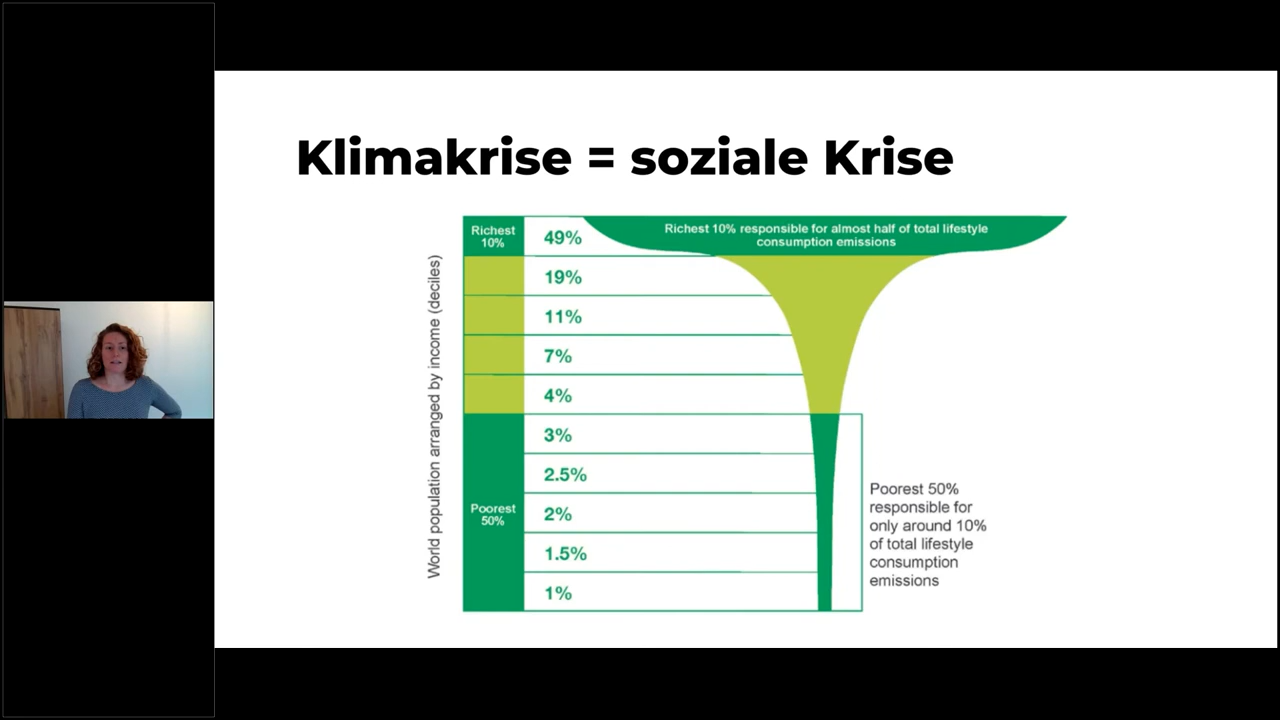 Klimakrise = soziale Krise
World population arranged by income (deciles)
Richest
10%
49%
Richest 10% responsible for almost half of total lifestyle
consumption emissions
19%
11%
7%
4%
3%
2.5%
2%
1.5%
1%
Poorest
50%
Poorest 50%
responsible for
only around 10%
of total lifestyle
consumption
emissions